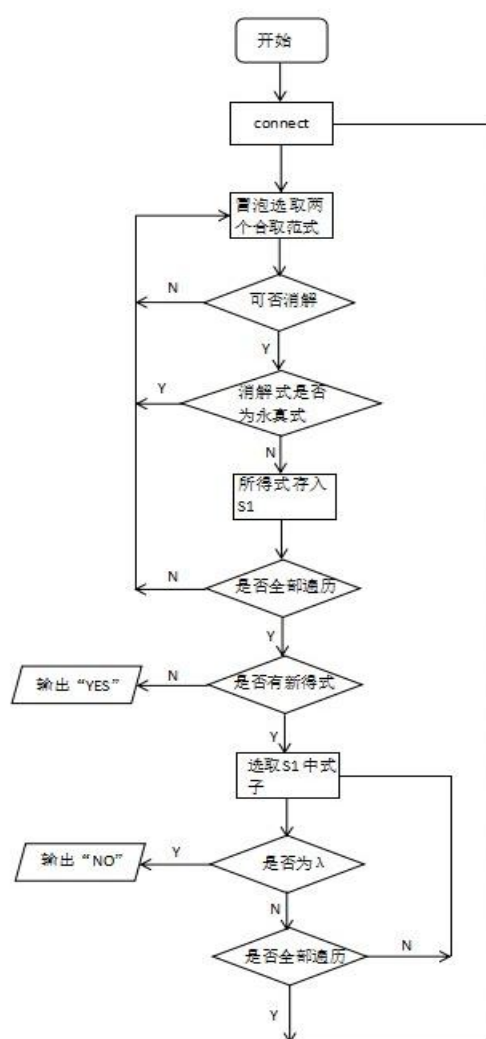 开始
connect
冒泡选取两
个合取范式
N
可否消解
Y
Y
消解式是否
为永真式
N
所得式存入
S1
N
是否全部遍历
Y
输出“YES”
N
是否有新得式
Y
选取S1中式
子
输出“NO”
Y
是否为λ
N
是否全部遍历
N
Y